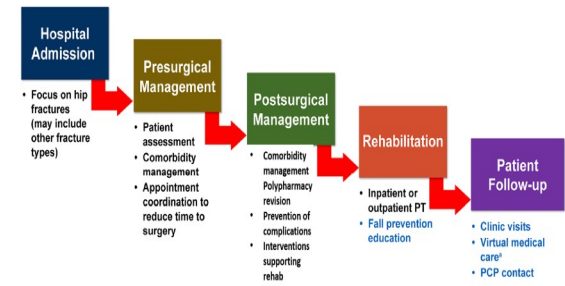 Hospital
Admission
• Focus on hip
fractures
(may include
other fracture
types)
Presurgical
Management
• Patient
assessment
• Comorbidity
management
• Appointment
coordination to
reduce time to
surgery
Postsurgical
Management
• Comorbidity
management
Polypharmacy
revision
• Prevention of
complications
• Interventions
supporting
rehab
Rehabilitation
• Inpatient or
outpatient PT
• Fall prevention
education
Patient
Follow-up
• Clinic visits
• Virtual medical
careª
• PCP contact